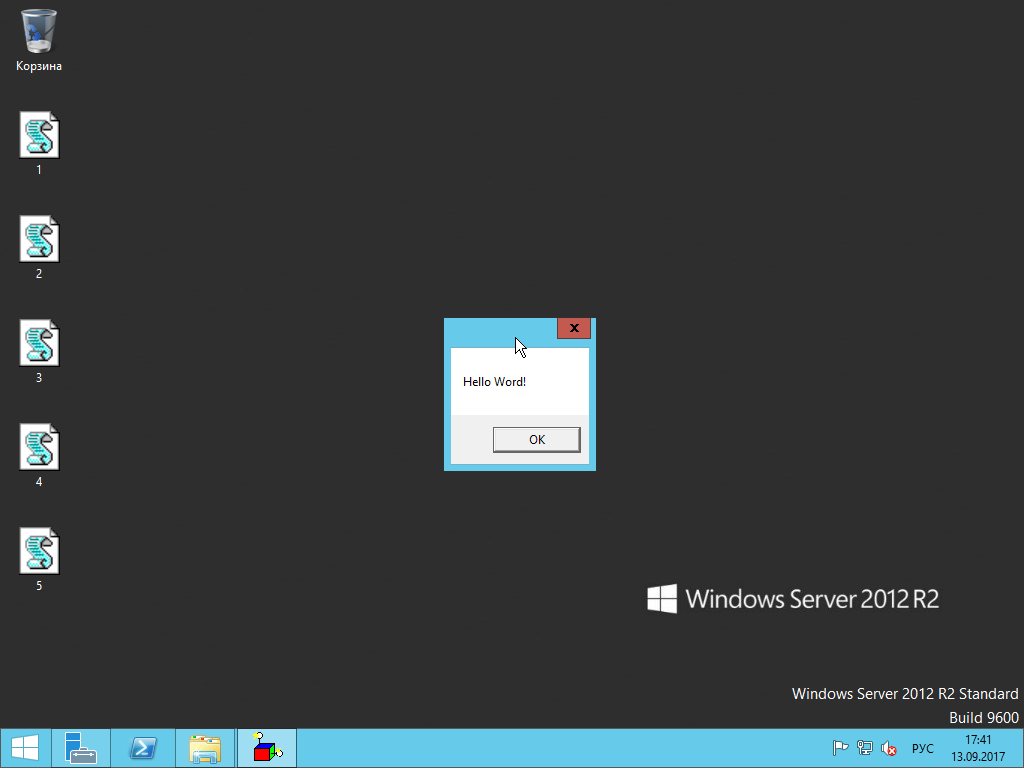 Корзина
1
2
3
4
5
x
Hello Word!
OK
Windows Server 2012 R2
Windows Server 2012 R2 Standard
Build 9600
РУС
17:41
13.09.2017